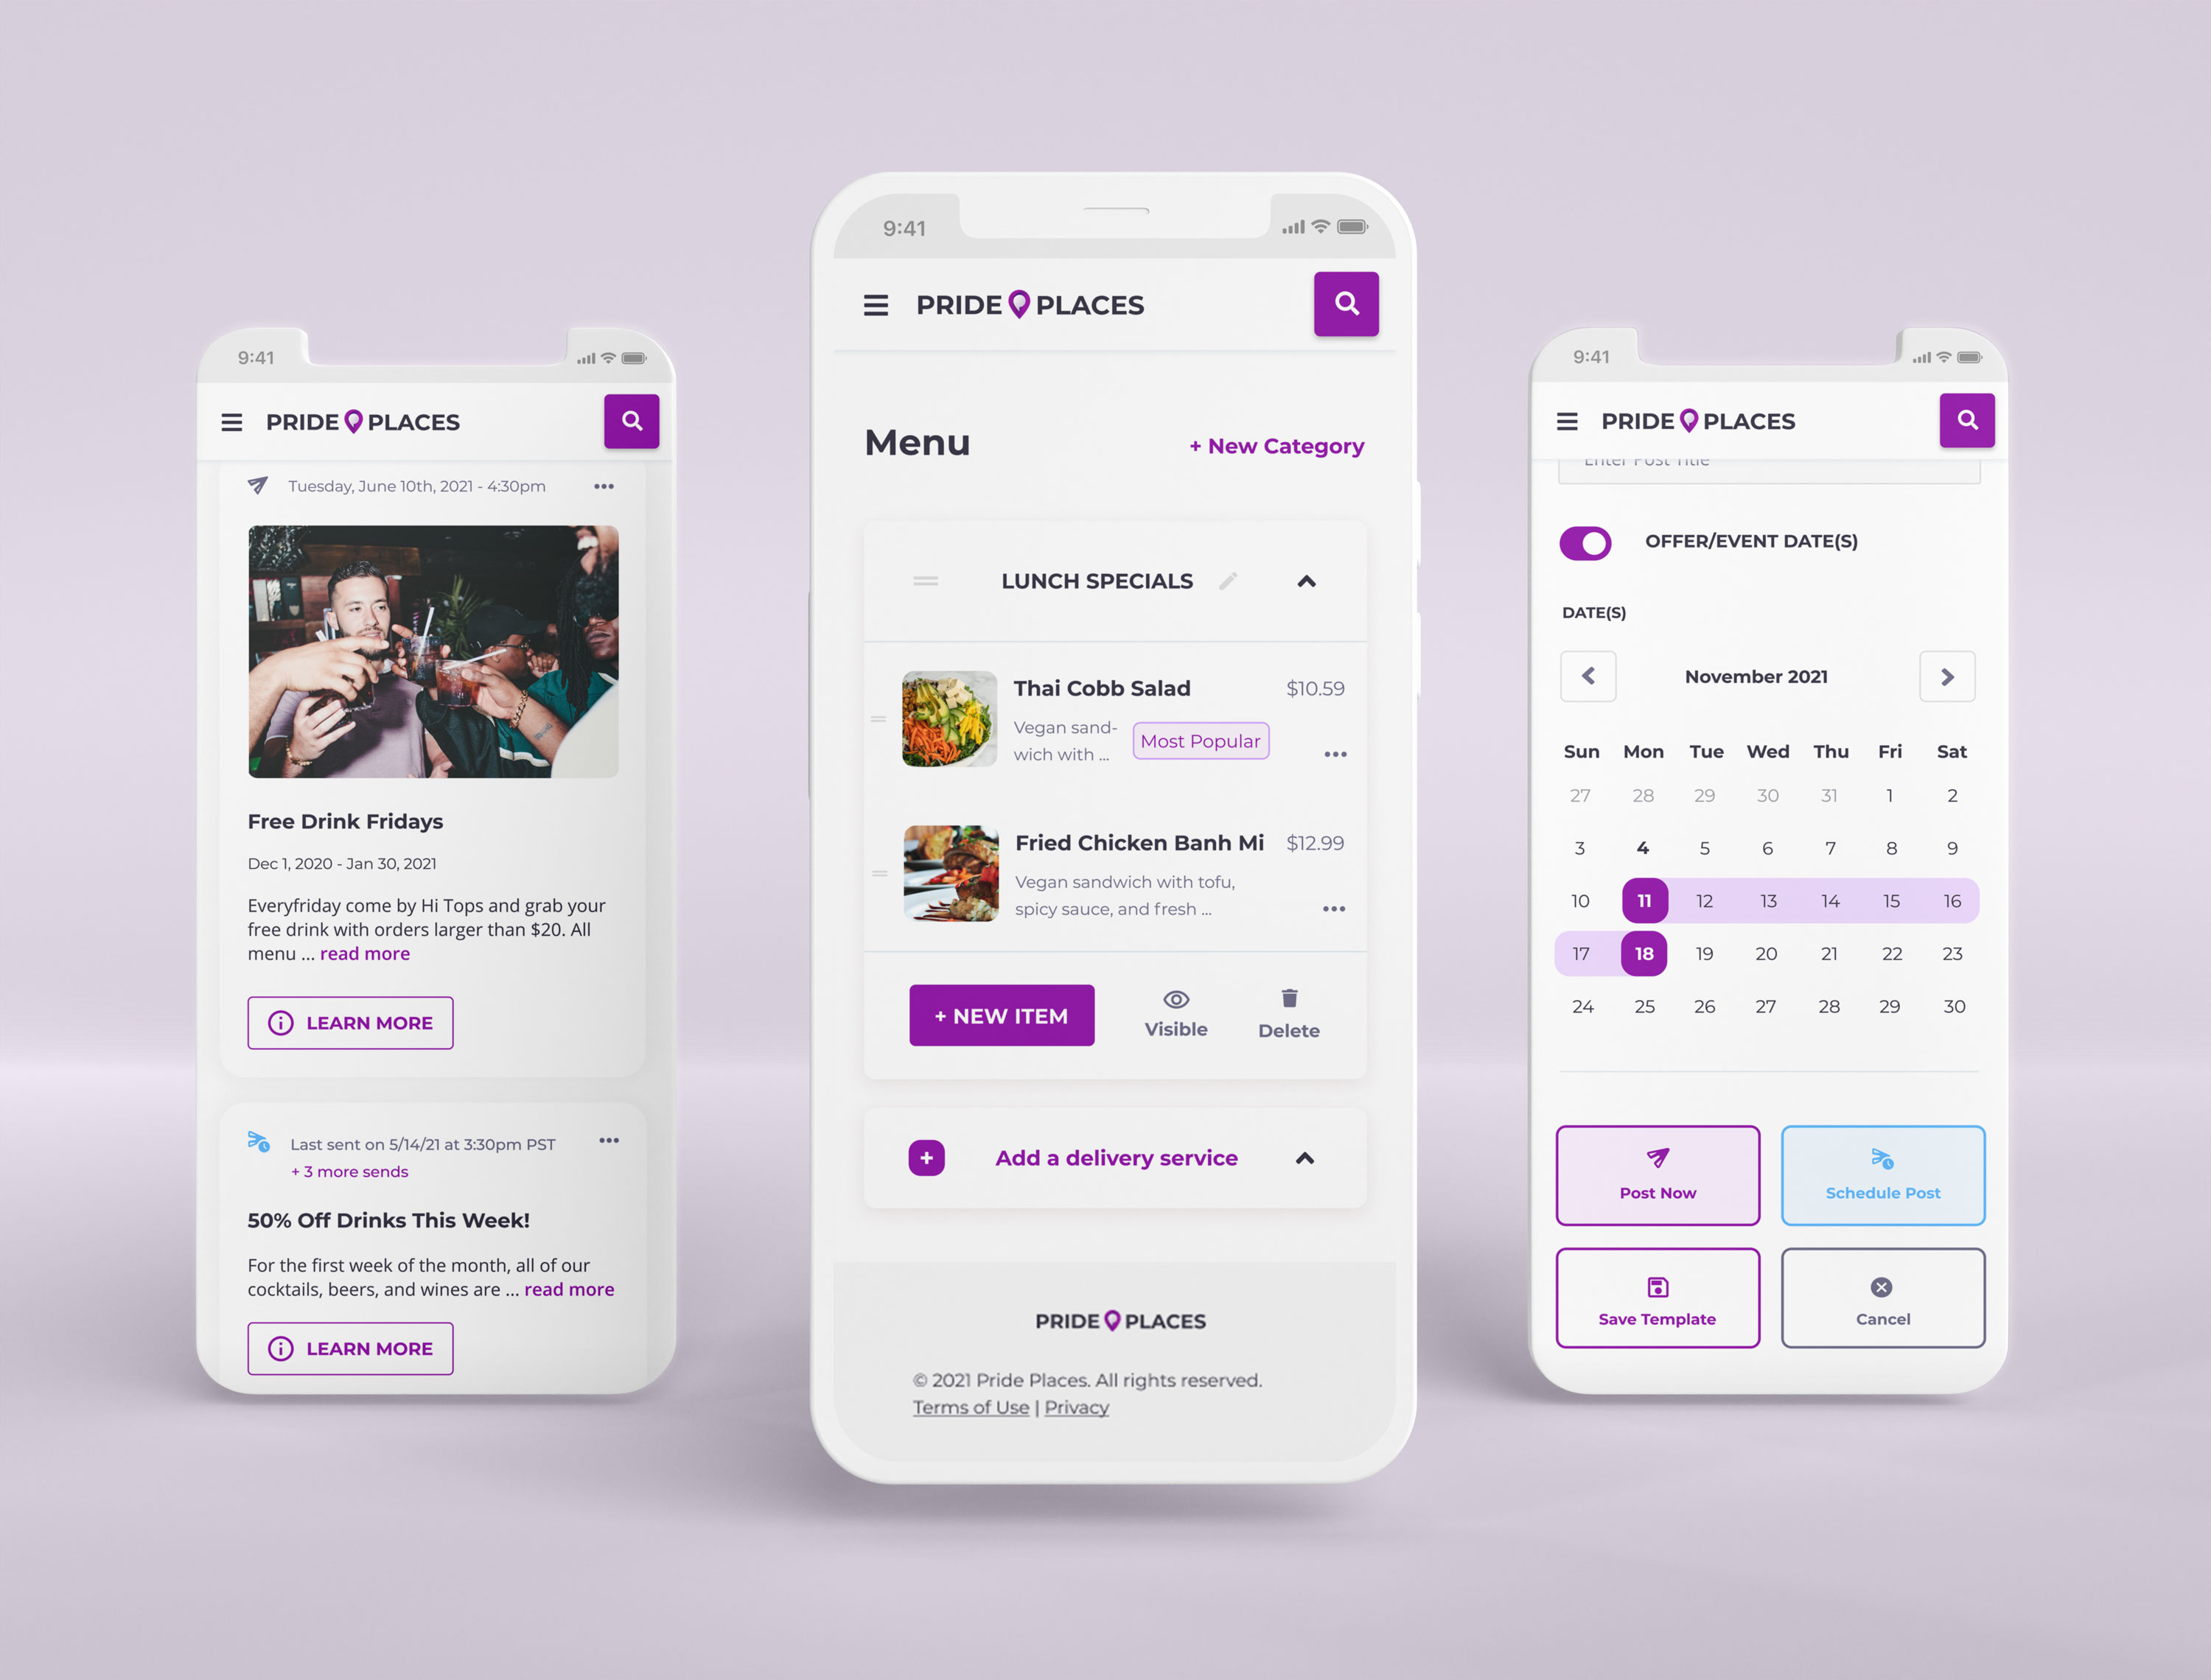 9:41
PRIDE PLACES
Tuesday, June 10th, 2021 - 4:30pm
Free Drink Fridays
Dec 1, 2020 - Jan 30, 2021
Everyfriday come by Hi Tops and grab your
free drink with orders larger than $20. All
menu ... read more
LEARN MORE
Last sent on 5/14/21 at 3:30pm PST
+ 3 more sends
50% Off Drinks This Week!
For the first week of the month, all of our
cocktails, beers, and wines are ... read more
LEARN MORE
9:41
PRIDE PLACES
Menu
+ New Category
LUNCH SPECIALS
Thai Cobb Salad $10.59
Vegan sand-
wich with ...
Most Popular
Fried Chicken Banh Mi $12.99
Vegan sandwich with tofu,
spicy sauce, and fresh ...
+ NEW ITEM
Visible
Delete
Add a delivery service
PRIDE PLACES
© 2021 Pride Places. All rights reserved.
Terms of Use | Privacy
9:41
PRIDE PLACES
Enter Post Title
OFFER/EVENT DATE(S)
DATE(S)
November 2021
Sun Mon Tue Wed Thu Fri Sat
27 28 29 30 31 1 2
3 4 5 6 7 8 9
10 11 12 13 14 15 16
17 18 19 20 21 22 23
24 25 26 27 28 29 30
Post Now
Schedule Post
Save Template
Cancel